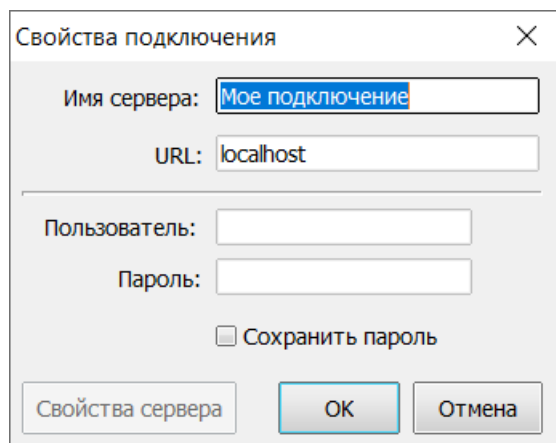 Свойства подключения
Имя сервера: Мое подключение
URL: localhost
Пользователь:
Пароль:
Сохранить пароль
Свойства сервера OK Отмена